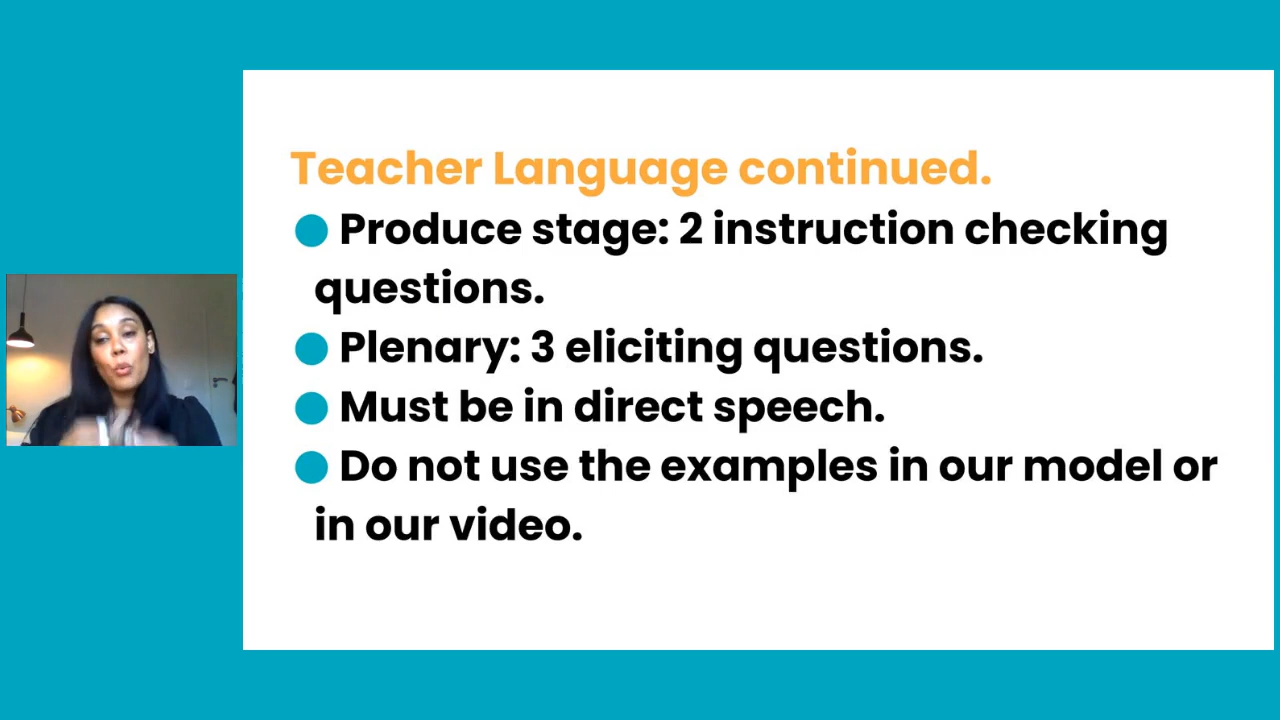 Teacher Language continued.
● Produce stage: 2 instruction checking
questions.
● Plenary: 3 eliciting questions.
● Must be in direct speech.
● Do not use the examples in our model or
in our video.